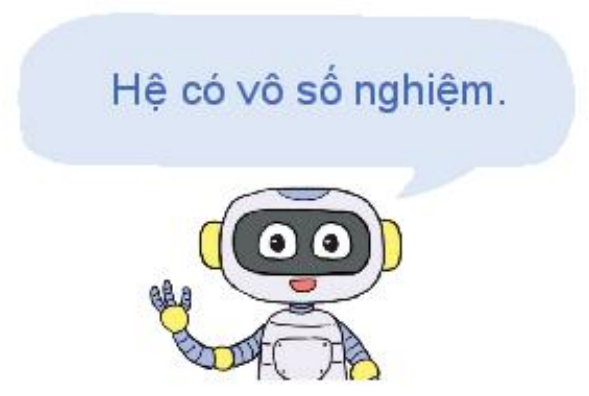 Hệ có vô số nghiệm.